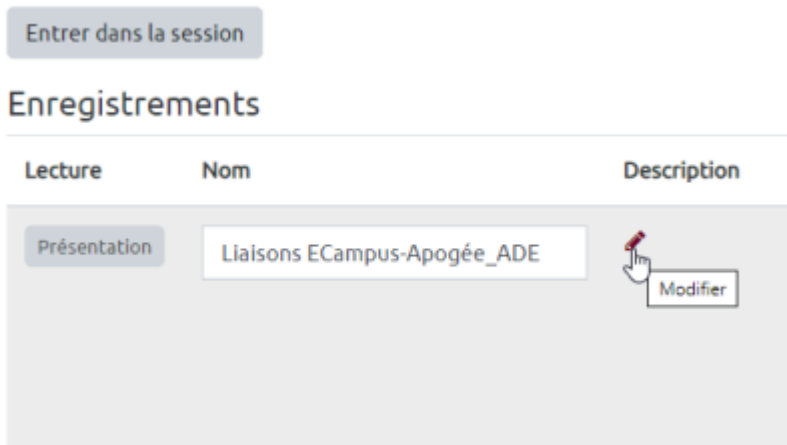 Entrer dans la session
Enregistrements
Lecture Nom Description
Présentation Liaisons ECampus-Apogée_ADE
Modifier